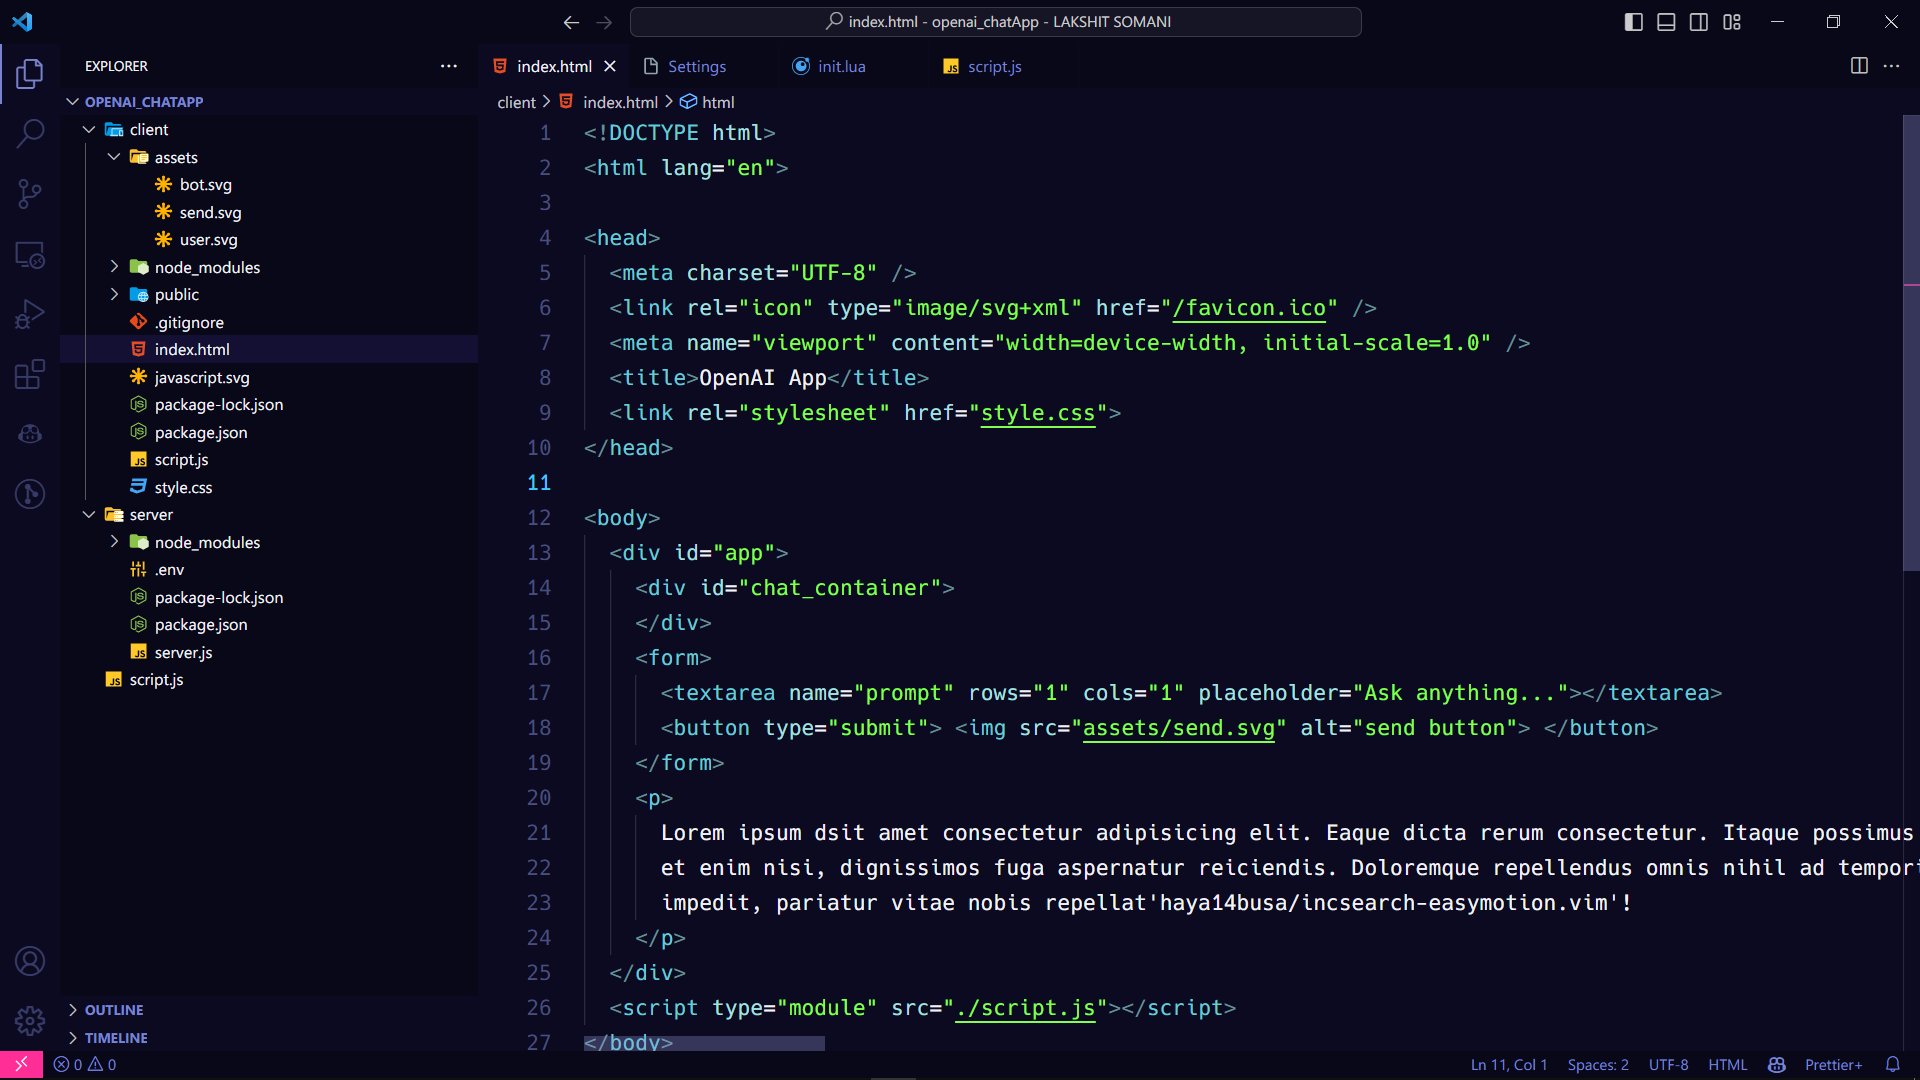 index.html - openai_chatApp - LAKSHIT SOMANI
EXPLORER
index.html
Settings
init.lua
script.js
OPENAI_CHATAPP
client
assets
bot.svg
send.svg
user.svg
node_modules
public
.gitignore
index.html
javascript.svg
package-lock.json
package.json
script.js
style.css
server
node_modules
.env
package-lock.json
package.json
server.js
script.js
OUTLINE
TIMELINE
client > index.html > html
1 <!DOCTYPE html>
2 <html lang="en">
3
4 <head>
5 <meta charset="UTF-8" />
6 <link rel="icon" type="image/svg+xml" href="/favicon.ico" />
7 <meta name="viewport" content="width=device-width, initial-scale=1.0" />
8 <title>OpenAI App</title>
9 <link rel="stylesheet" href="style.css">
10 </head>
11
12 <body>
13 <div id="app">
14 <div id="chat_container">
15 </div>
16 <form>
17 <textarea name="prompt" rows="1" cols="1" placeholder="Ask anything..."></textarea>
18 <button type="submit"> <img src="assets/send.svg" alt="send button"> </button>
19 </form>
20 <p>
21 Lorem ipsum dsit amet consectetur adipisicing elit. Eaque dicta rerum consectetur. Itaque possimus
22 et enim nisi, dignissimos fuga aspernatur reiciendis. Doloremque repellendus omnis nihil ad tempori
23 impedit, pariatur vitae nobis repellat'haya14busa/incsearch-easymotion.vim'!
24 </p>
25 </div>
26 <script type="module" src="./script.js"></script>
27 </body>
0 0
Ln 11, Col 1
Spaces: 2
UTF-8
HTML
Prettier+